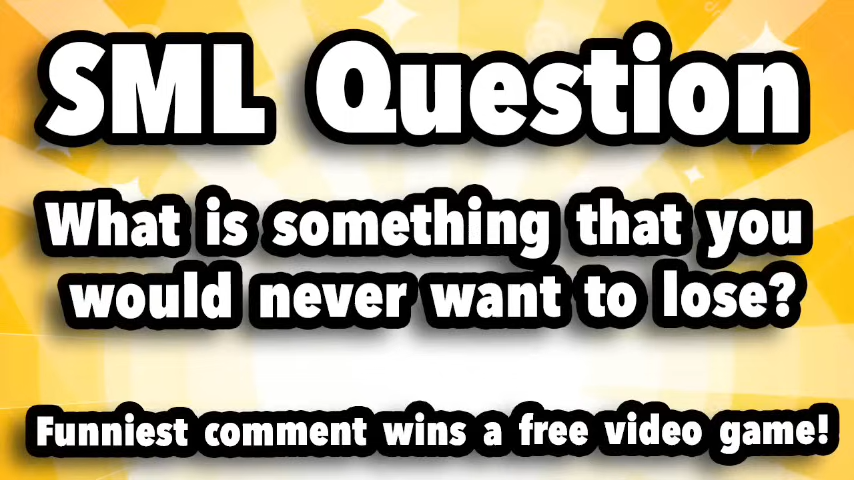 SML Question
What is something that you
would never want to lose?
Funniest comment wins a free video game!